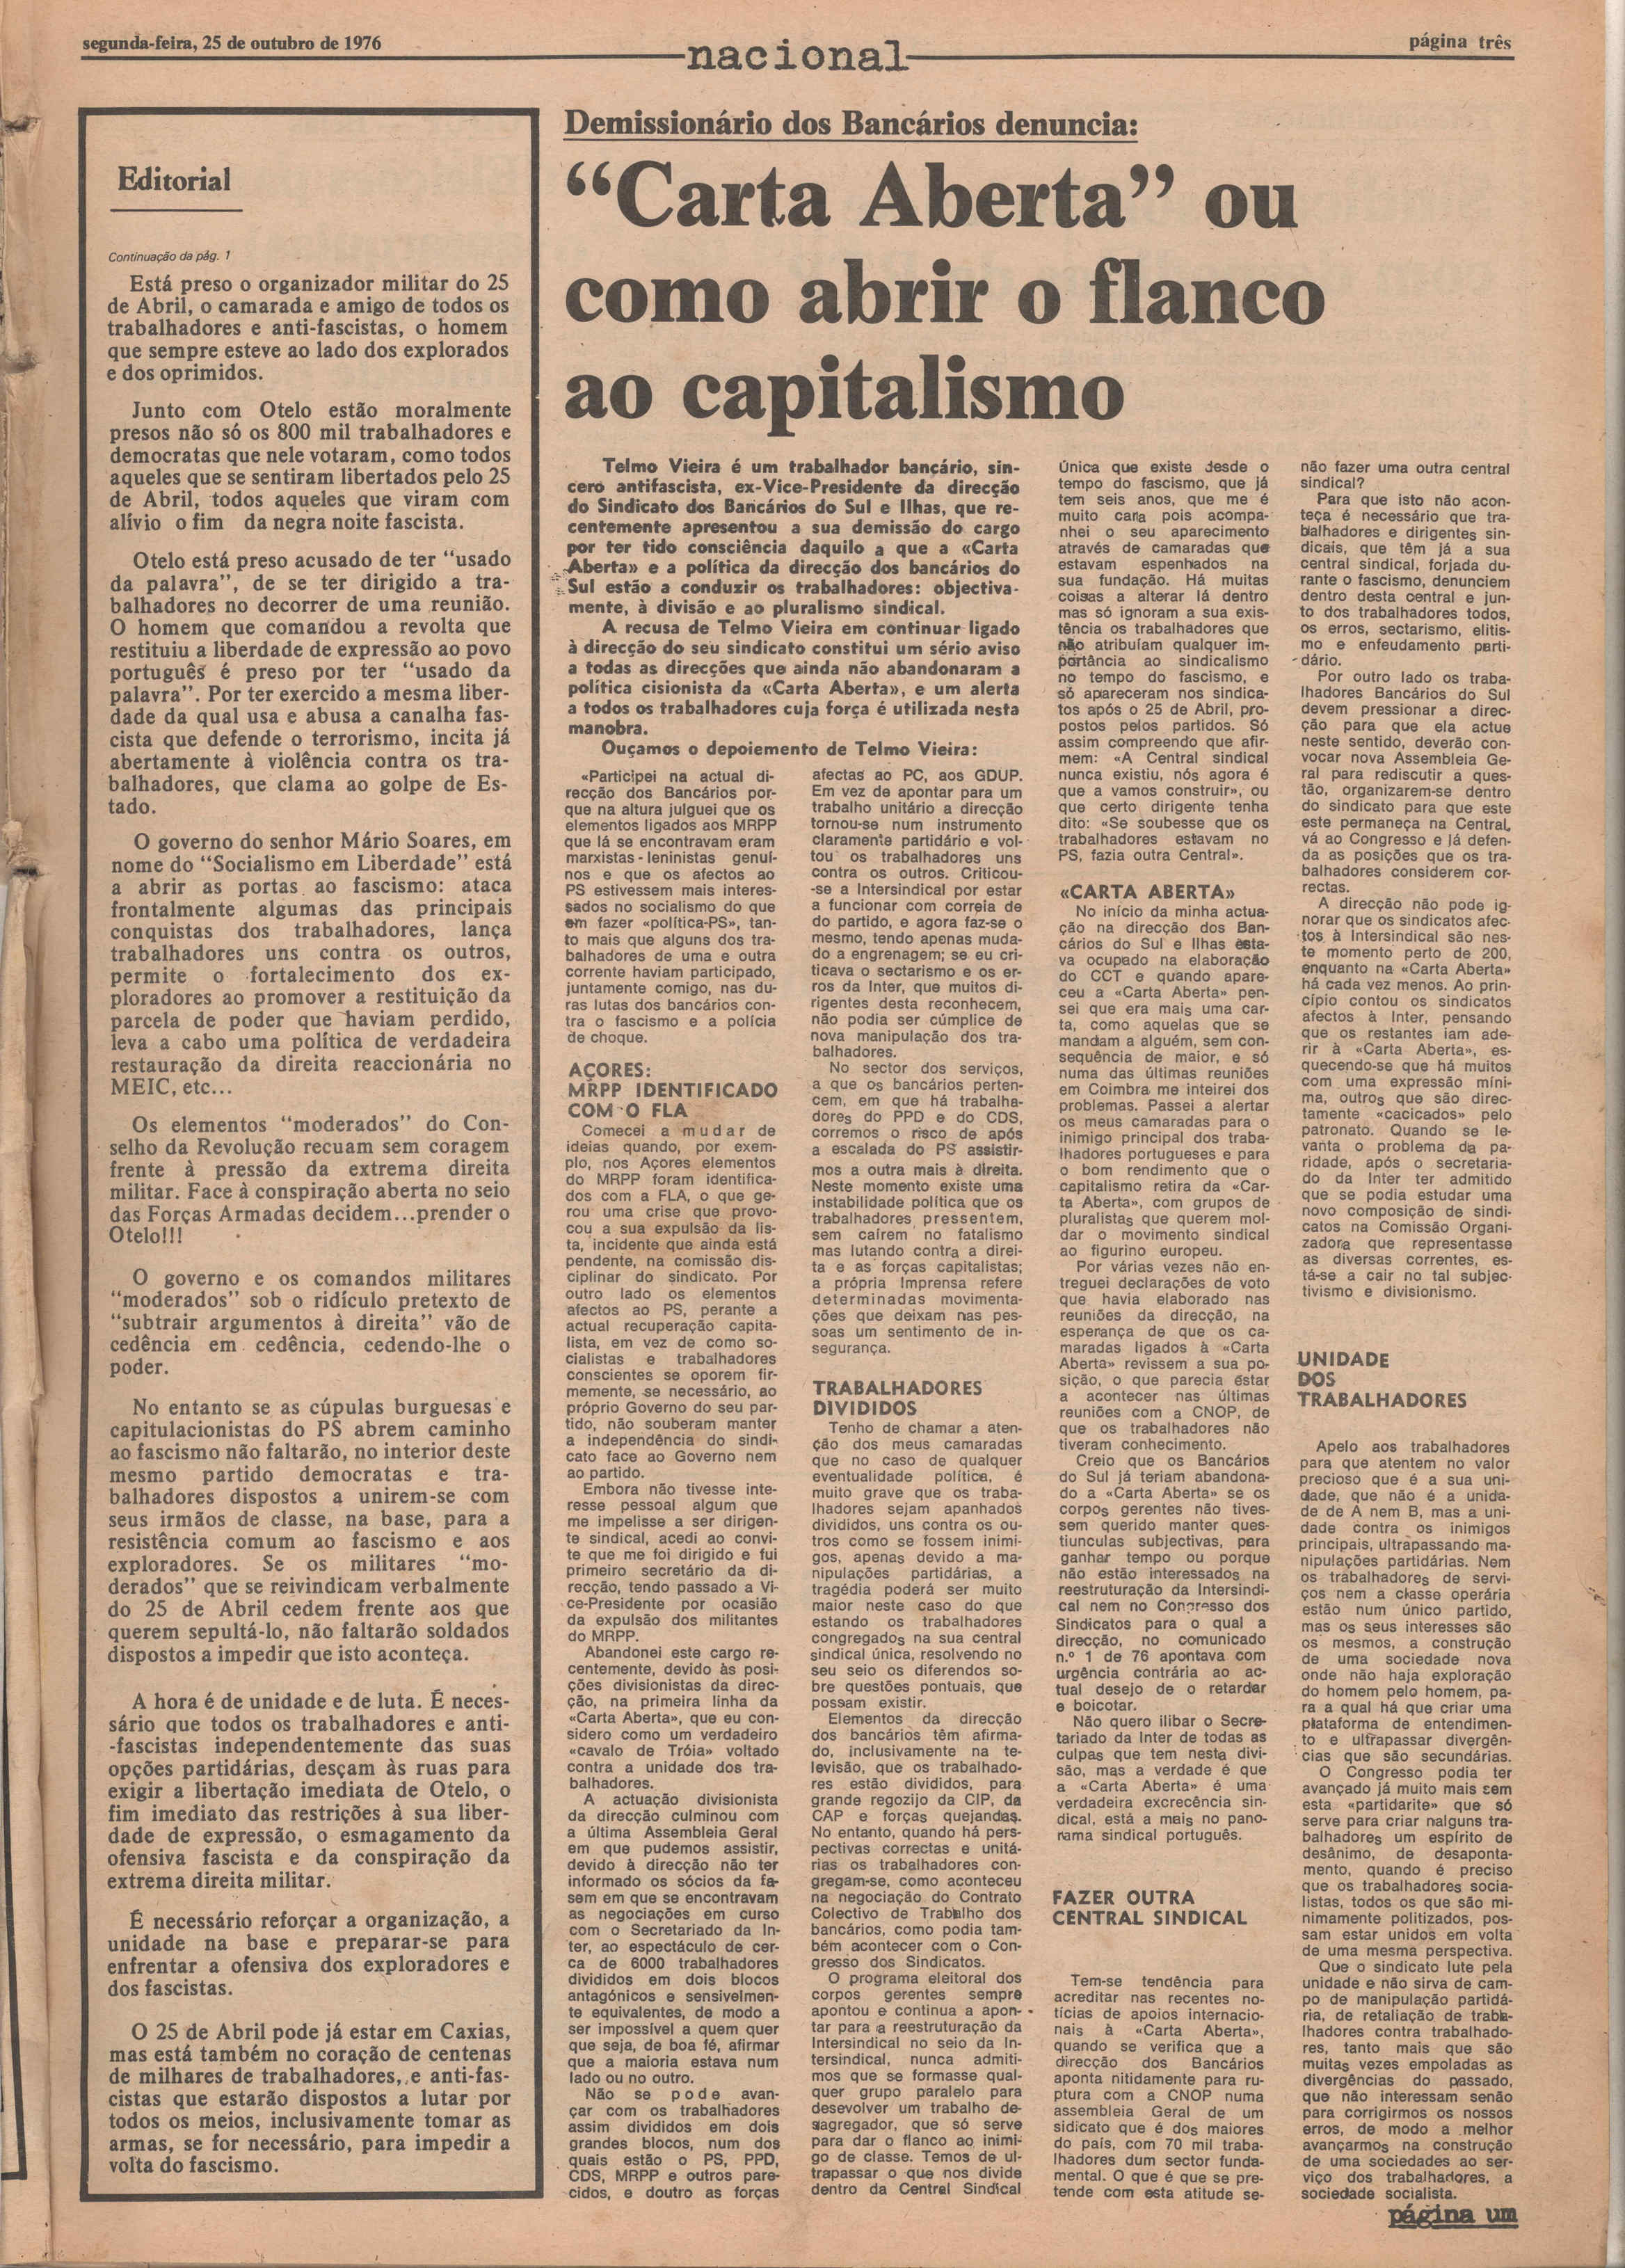 segunda-feira, 25 de outubro de 1976
nacional
página três
Editorial
Continuação da pág. 1
Está preso o organizador militar do 25
de Abril, o camarada e amigo de todos os
trabalhadores e anti-fascistas, o homem
que sempre esteve ao lado dos explorados
e dos oprimidos.
Junto com Otelo estão moralmente
presos não só os 800 mil trabalhadores e
democratas que nele votaram, como todos
aqueles que se sentiram libertados pelo 25
de Abril, todos aqueles que viram com
alívio o fim da negra noite fascista.
Otelo está preso acusado de ter "usado
da palavra", de se ter dirigido a tra-
balhadores no decorrer de uma reunião.
O homem que comandou a revolta que
restituiu a liberdade de expressão ao povo
português é preso por ter "usado da
palavra". Por ter exercido a mesma liber-
dade da qual usa e abusa a canalha fas-
cista que defende o terrorismo, incita já
abertamente à violência contra os tra-
balhadores, que clama ao golpe de Es-
tado.
O governo do senhor Mário Soares, em
nome do "Socialismo em Liberdade" está
a abrir as portas ao fascismo: ataca
frontalmente algumas das principais
conquistas dos trabalhadores, lança
trabalhadores uns contra os outros,
permite o fortalecimento dos ex-
ploradores ao promover a restituição da
parcela de poder que haviam perdido,
leva a cabo uma política de verdadeira
restauração da direita reaccionária no
MEIC, etc...
Os elementos "moderados" do Con-
selho da Revolução recuam sem coragem
frente à pressão da extrema direita
militar. Face à conspiração aberta no seio
das Forças Armadas decidem...prender o
Otelo!!!
O governo e os comandos militares
"moderados" sob o ridículo pretexto de
"subtrair argumentos à direita" vão de
cedência em cedência, cedendo-lhe o
poder.
No entanto se as cúpulas burguesas e
capitulacionistas do PS abrem caminho
ao fascismo não faltarão, no interior deste
mesmo partido democratas e tra-
balhadores dispostos a unirem-se com
seus irmãos de classe, na base, para a
resistência comum ao fascismo e aos
exploradores. Se os militares "mo-
derados" que se reivindicam verbalmente
do 25 de Abril cedem frente aos que
querem sepultá-lo, não faltarão soldados
dispostos a impedir que isto aconteça.
A hora é de unidade e de luta. É neces-
sário que todos os trabalhadores e anti-
-fascistas independentemente das suas
opções partidárias, desçam às ruas para
exigir a libertação imediata de Otelo, o
fim imediato das restrições à sua liber-
dade de expressão, o esmagamento da
ofensiva fascista e da conspiração da
extrema direita militar.
É necessário reforçar a organização, a
unidade na base e preparar-se para
enfrentar a ofensiva dos exploradores e
dos fascistas.
O 25 de Abril pode já estar em Caxias,
mas está também no coração de centenas
de milhares de trabalhadores, e anti-fas-
cistas que estarão dispostos a lutar por
todos os meios, inclusivamente tomar as
armas, se for necessário, para impedir a
volta do fascismo.
Demissionário dos Bancários denuncia:
"Carta Aberta" ou
como abrir o flanco
ao capitalismo
Telmo Vieira é um trabalhador bancário, sin-
cero antifascista, ex-Vice-Presidente da direcção
do Sindicato dos Bancários do Sul e Ilhas, que re-
centemente apresentou a sua demissão do cargo
por ter tido consciência daquilo a que a «Carta
Aberta» e a política da direcção dos bancários do
Sul estão a conduzir os trabalhadores: objectiva-
mente, à divisão e ao pluralismo sindical.
A recusa de Telmo Vieira em continuar ligado
à direcção do seu sindicato constitui um sério aviso
a todas as direcções que ainda não abandonaram a
política cisionista da «Carta Aberta», e um alerta
a todos os trabalhadores cuja força é utilizada nesta
manobra.
Ouçamos o depoiemento de Telmo Vieira:
«Participei na actual di-
recção dos Bancários por-
que na altura julguei que os
elementos ligados aos MRPP
que lá se encontravam eram
marxistas-leninistas genuí-
nos e que os afectos ao
PS estivessem mais interes-
sados no socialismo do que
em fazer «política-PS», tan-
to mais que alguns dos tra-
balhadores de uma e outra
corrente haviam participado,
juntamente comigo, nas du-
ras lutas dos bancários con-
tra o fascismo e a polícia
de choque.
AÇORES:
MRPP IDENTIFICADO
COM O FLA
Comecei a mudar de
ideias quando, por exem-
plo, nos Açores elementos
do MRPP foram identifica-
dos com a FLA, o que ge-
rou uma crise que provo-
cou a sua expulsão da lis-
ta, incidente que ainda está
pendente, na comissão dis-
ciplinar do sindicato. Por
outro lado os elementos
afectos ao PS, perante a
actual recuperação capita-
lista, em vez de como so-
cialistas e trabalhadores
conscientes se oporem fir-
memente, se necessário, ao
próprio Governo do seu par-
tido, não souberam manter
a independência do sindi-
cato face ao Governo nem
ao partido.
Embora não tivesse inte-
resse pessoal algum que
me impelisse a ser dirigen-
te sindical, acedi ao convi-
te que me foi dirigido e fui
primeiro secretário da di-
recção, tendo passado a Vi-
ce-Presidente por ocasião
da expulsão dos militantes
do MRPP.
Abandonei este cargo re-
centemente, devido às posi-
ções divisionistas da direc-
ção, na primeira linha da
«Carta Aberta», que eu con-
sidero como um verdadeiro
«cavalo de Tróia» voltado
contra a unidade dos tra-
balhadores.
A actuação divisionista
da direcção culminou com
a última Assembleia Geral
em que pudemos assistir,
devido à direcção não ter
informado os sócios da fa-
sem em que se encontravam
as negociações em curso
com o Secretariado da In-
ter, ao espectáculo de cer-
ca de 6000 trabalhadores
divididos em dois blocos
antagónicos e sensivelmen-
te equivalentes, de modo a
ser impossível a quem quer
que seja, de boa fé, afirmar
que a maioria estava num
lado ou no outro.
Não se pode avan-
çar com os trabalhadores
assim divididos em dois
grandes blocos, num dos
quais estão o PS, PPD,
CDS, MRPP e outros pare-
cidos, e doutro as forças
afectas ao PC, aos GDUP.
Em vez de apontar para um
trabalho unitário a direcção
tornou-se num instrumento
claramente partidário e vol-
tou os trabalhadores uns
contra os outros. Criticou-
-se a Intersindical por estar
a funcionar com correia de
do partido, e agora faz-se o
mesmo, tendo apenas muda-
do a engrenagem; se eu cri-
ticava o sectarismo e os er-
ros da Inter, que muitos di-
rigentes desta reconhecem,
não podia ser cúmplice de
nova manipulação dos tra-
balhadores.
No sector dos serviços,
a que os bancários perten-
cem, em que há trabalha-
dores do PPD e do CDS,
corremos o risco de após
a escalada do PS assistir-
mos a outra mais à direita.
Neste momento existe uma
instabilidade política que os
trabalhadores pressentem,
sem caírem no fatalismo
mas lutando contra a direi-
ta e as forças capitalistas;
a própria Imprensa refere
determinadas movimenta-
ções que deixam nas pes-
soas um sentimento de in-
segurança.
TRABALHADORES
DIVIDIDOS
Tenho de chamar a aten-
ção dos meus camaradas
que no caso de qualquer
eventualidade política, é
muito grave que os traba-
lhadores sejam apanhados
divididos, uns contra os ou-
tros como se fossem inimi-
gos, apenas devido a ma-
nipulações partidárias, a
tragédia poderá ser muito
maior neste caso do que
estando os trabalhadores
congregados na sua central
sindical única, resolvendo no
seu seio os diferendos so-
bre questões pontuais, que
possam existir.
Elementos da direcção
dos bancários têm afirma-
do, inclusivamente na te-
levisão, que os trabalhado-
res estão divididos, para
grande regozijo da CIP, da
CAP e forças quejandas.
No entanto, quando há pers-
pectivas correctas e unitá-
rias os trabalhadores con-
gregam-se, como aconteceu
na negociação do Contrato
Colectivo de Trabalho dos
bancários, como podia tam-
bém acontecer com o Con-
gresso dos Sindicatos.
O programa eleitoral dos
corpos gerentes sempre
apontou e continua a apon-
tar para a reestruturação da
Intersindical no seio da In-
tersindical, nunca admiti-
mos que se formasse qual-
quer grupo paralelo para
desevolver um trabalho de-
sagregador, que só serve
para dar o flanco ao inimi-
go de classe. Temos de ul-
trapassar o que nos divide
dentro da Central Sindical
Única que existe desde o
tempo do fascismo, que já
tem seis anos, que me é
muito cara pois acompa-
nhei o seu aparecimento
através de camaradas que
estavam espenhados na
sua fundação. Há muitas
coisas a alterar lá dentro
mas só ignoram a sua exis-
tência os trabalhadores que
não atribuíam qualquer im-
portância ao sindicalismo
no tempo do fascismo, e
só apareceram nos sindica-
tos após o 25 de Abril, pro-
postos pelos partidos. Só
assim compreendo que afir-
mem: «A Central sindical
nunca existiu, nós agora é
que a vamos construir», ou
que certo dirigente tenha
dito: «Se soubesse que os
trabalhadores estavam no
PS, fazia outra Central».
«CARTA ABERTA»
No início da minha actua-
ção na direcção dos Ban-
cários do Sul e Ilhas esta-
va ocupado na elaboração
do CCT e quando apare-
ceu a «Carta Aberta» pen-
sei que era mais uma car-
ta, como aquelas que se
mandam a alguém, sem con-
sequência de maior, e só
numa das últimas reuniões
em Coimbra me inteirei dos
problemas. Passei a alertar
os meus camaradas para o
inimigo principal dos traba-
lhadores portugueses e para
o bom rendimento que o
capitalismo retira da «Car-
ta Aberta», com grupos de
pluralistas que querem mol-
dar o movimento sindical
ao figurino europeu.
Por várias vezes não en-
treguei declarações de voto
que havia elaborado nas
reuniões da direcção, na
esperança de que os ca-
maradas ligados à «Carta
Aberta» revissem a sua po-
sição, o que parecia estar
a acontecer nas últimas
reuniões com a CNOP, de
que os trabalhadores não
tiveram conhecimento.
Creio que os Bancários
do Sul já teriam abandona-
do a «Carta Aberta» se os
corpos gerentes não tives-
sem querido manter ques-
tiunculas subjectivas, para
ganhar tempo ou porque
não estão interessados na
reestruturação da Intersindi-
cal nem no Congresso dos
Sindicatos para o qual a
direcção, no comunicado
n.º 1 de 76 apontava com
urgência contrária ao ac-
tual desejo de o retardar
e boicotar.
Não quero ilibar o Secre-
tariado da Inter de todas as
culpas que tem nesta divi-
são, mas a verdade é que
a «Carta Aberta» é uma
verdadeira excrecência sin-
dical, está a mais no pano-
rama sindical português.
FAZER OUTRA
CENTRAL SINDICAL
Tem-se tendência para
acreditar nas recentes no-
tícias de apoios internacio-
nais à «Carta Aberta»,
quando se verifica que a
direcção dos Bancários
aponta nitidamente para ru-
ptura com a CNOP numa
assembleia Geral de um
sidicato que é dos maiores
do país, com 70 mil traba-
lhadores dum sector funda-
mental. O que é que se pre-
tende com esta atitude se-
não fazer uma outra central
sindical?
Para que isto não acon-
teça é necessário que tra-
balhadores e dirigentes sin-
dicais, que têm já a sua
central sindical, forjada du-
rante o fascismo, denunciem
dentro desta central e jun-
to dos trabalhadores todos,
os erros, sectarismo, elitis-
mo e enfeudamento parti-
dário.
Por outro lado os traba-
lhadores Bancários do Sul
devem pressionar a direc-
ção para que ela actue
neste sentido, deverão con-
vocar nova Assembleia Ge-
ral para rediscutir a ques-
tão, organizarem-se dentro
do sindicato para que este
este permaneça na Central,
vá ao Congresso e lá defen-
da as posições que os tra-
balhadores considerem cor-
rectas.
A direcção não pode ig-
norar que os sindicatos afec-
tos à Intersindical são nes-
te momento perto de 200,
enquanto na «Carta Aberta»
há cada vez menos. Ao prin-
cípio contou os sindicatos
afectos à Inter, pensando
que os restantes iam ade-
rir à «Carta Aberta», es-
quecendo-se que há muitos
com uma expressão míni-
ma, outros que são direc-
tamente «cacicados» pelo
patronato. Quando se le-
vanta o problema da pa-
ridade, após o secretaria-
do da Inter ter admitido
que se podia estudar uma
novo composição de sindi-
catos na Comissão Organi-
zadora que representasse
as diversas correntes, es-
tá-se a cair no tal subjec-
tivismo e divisionismo.
UNIDADE
DOS
TRABALHADORES
Apelo aos trabalhadores
para que atentem no valor
precioso que é a sua uni-
dade, que não é a unida-
de de A nem B, mas a uni-
dade contra os inimigos
principais, ultrapassando ma-
nipulações partidárias. Nem
os trabalhadores de servi-
ços nem a classe operária
estão num único partido,
mas os seus interesses são
os mesmos, a construção
de uma sociedade nova
onde não haja exploração
do homem pelo homem, pa-
ra a qual há que criar uma
plataforma de entendimen-
to e ultrapassar divergên-
cias que são secundárias.
O Congresso podia ter
avançado já muito mais sem
esta «partidarite» que só
serve para criar nalguns tra-
balhadores um espírito de
desânimo, de desaponta-
mento, quando é preciso
que os trabalhadores socia-
listas, todos os que são mi-
nimamente politizados, pos-
sam estar unidos em volta
de uma mesma perspectiva.
Que o sindicato lute pela
unidade e não sirva de cam-
po de manipulação partidá-
ria, de retaliação de traba-
lhadores contra trabalhado-
res, tanto mais que são
muitas vezes empoladas as
divergências do passado,
que não interessam senão
para corrigirmos os nossos
erros, de modo a melhor
avançarmos na construção
de uma sociedades ao ser-
viço dos trabalhadores, a
sociedade socialista.
página um